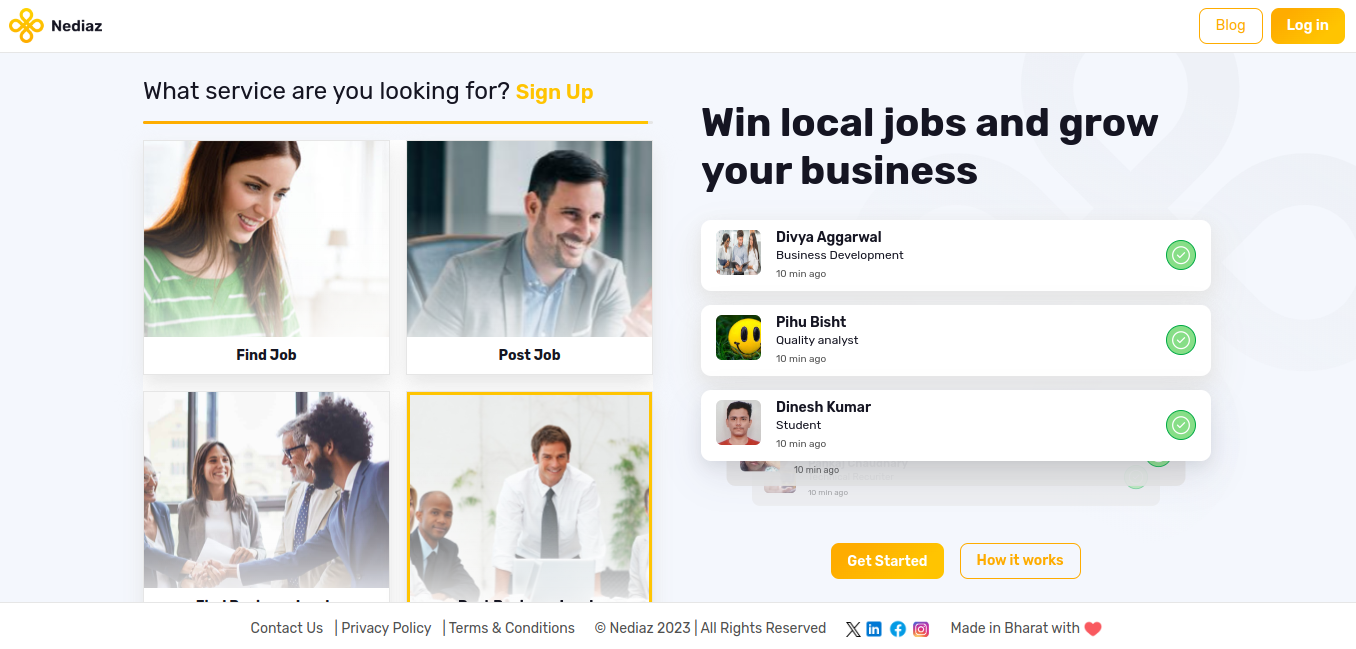 Nediaz
Blog
Log in
What service are you looking for? Sign Up
Find Job
Post Job
Win local jobs and grow
your business
Divya Aggarwal
Business Development
10 min ago
Pihu Bisht
Quality analyst
10 min ago
Dinesh Kumar
Student
10 min ago
10 min ago
10 min ago
Get Started
How it works
Contact Us | Privacy Policy | Terms & Conditions © Nediaz 2023 | All Rights Reserved Made in Bharat with